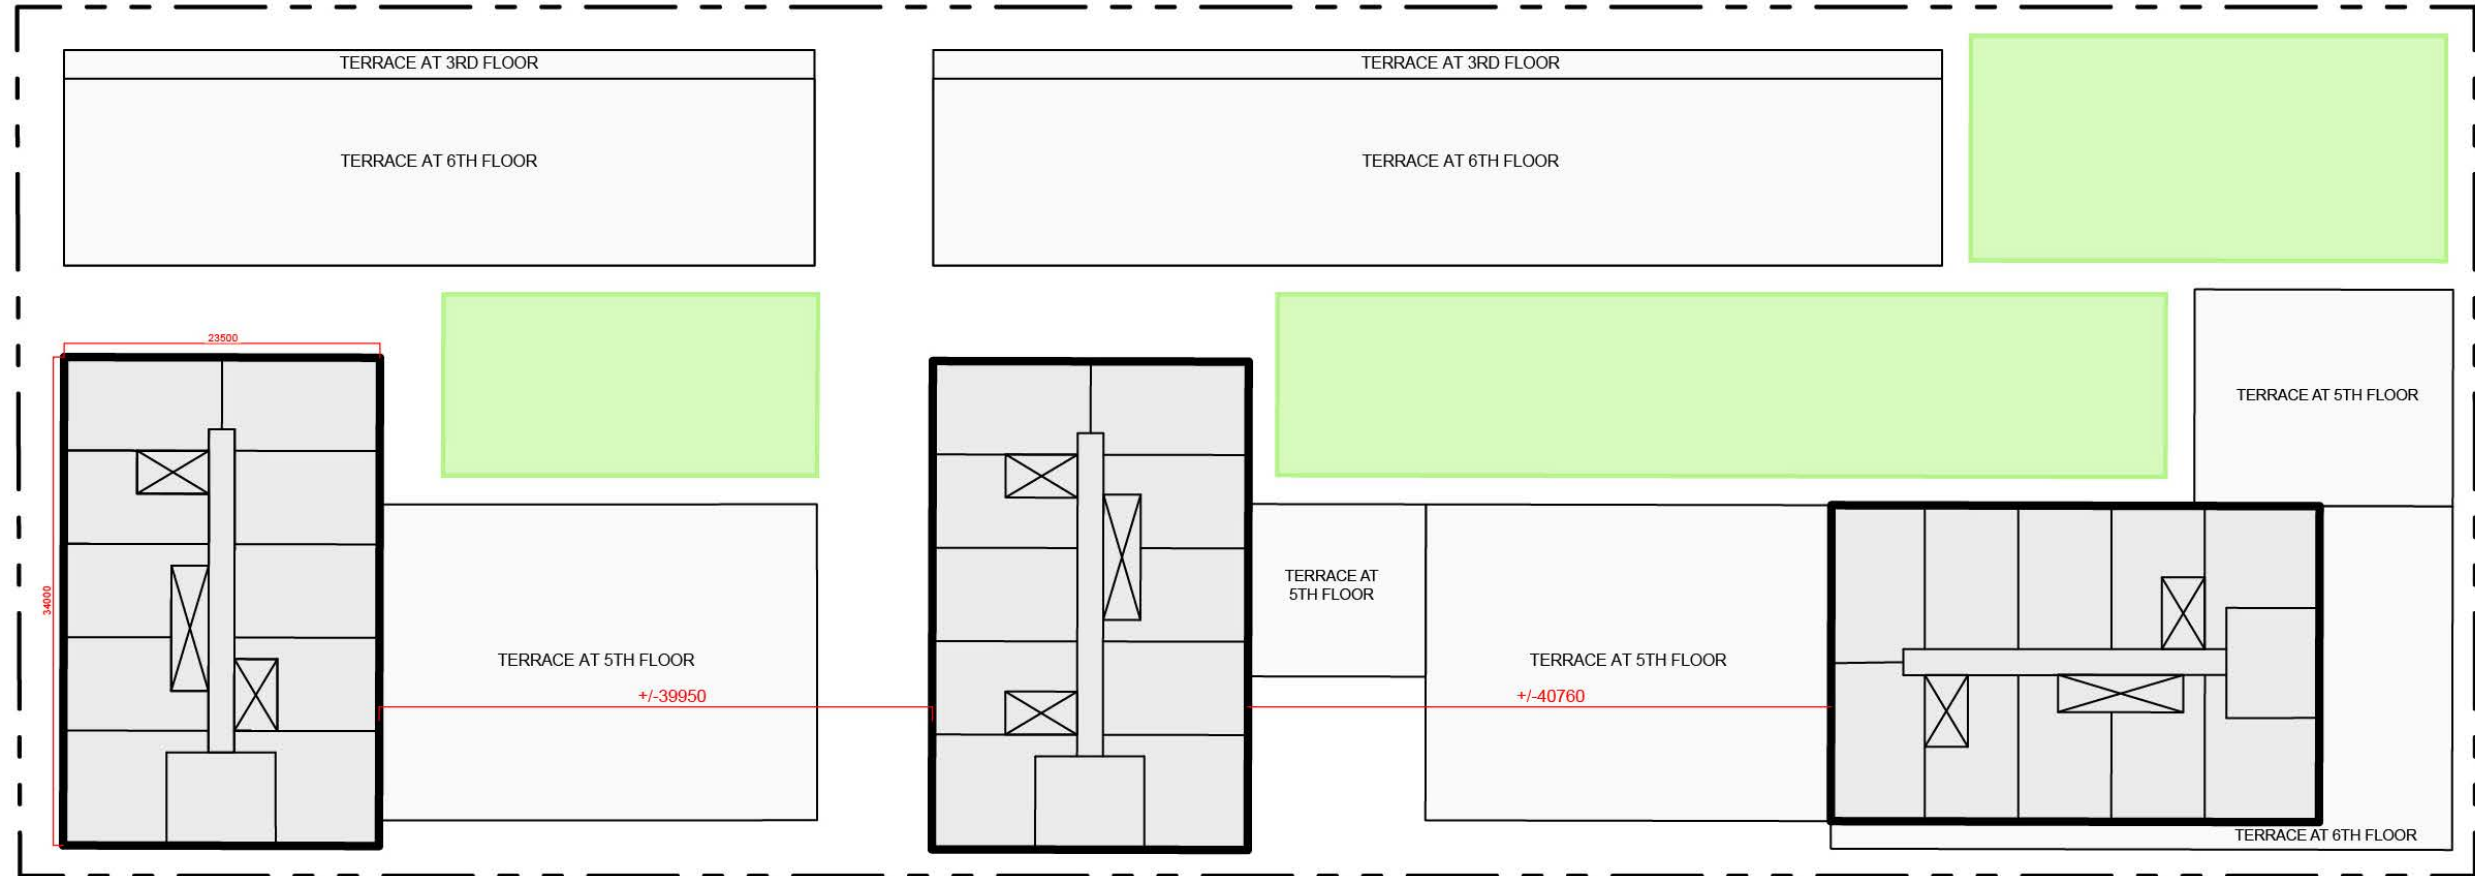 TERRACE AT 3RD FLOOR
TERRACE AT 3RD FLOOR
TERRACE AT 6TH FLOOR
TERRACE AT 6TH FLOOR
23500
TERRACE AT 5TH FLOOR
TERRACE AT
5TH FLOOR
34000
TERRACE AT 5TH FLOOR
TERRACE AT 5TH FLOOR
+/-39950
+/-40760
TERRACE AT 6TH FLOOR